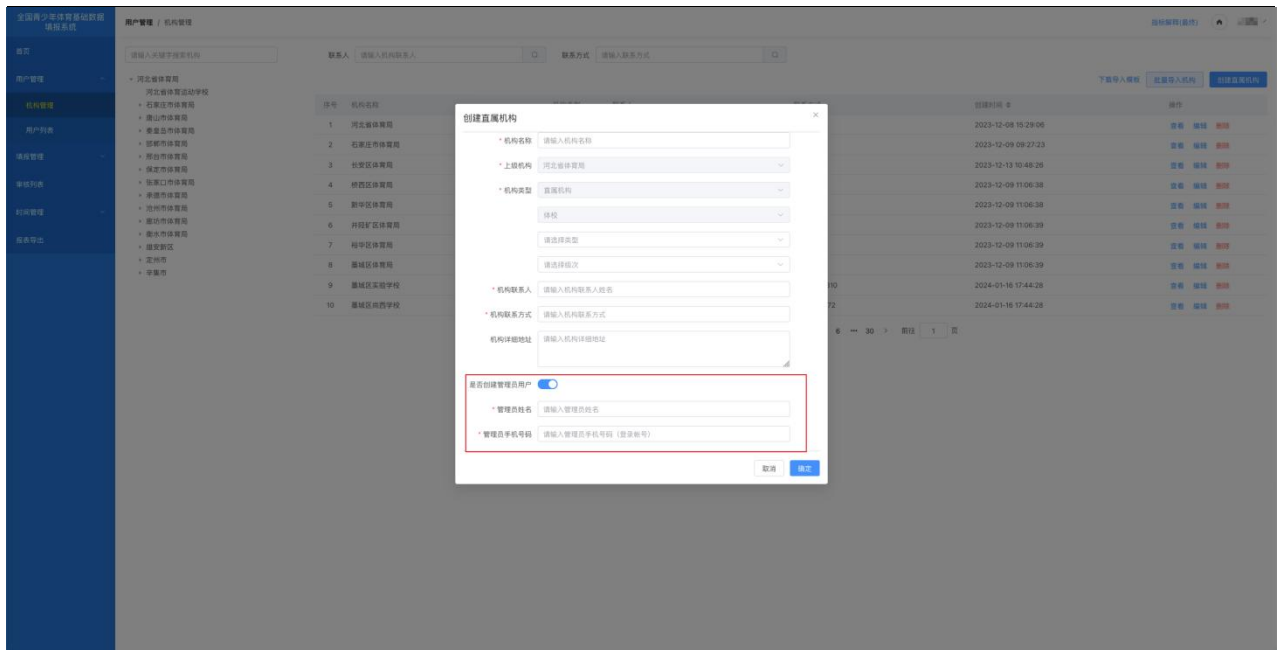 全国青少年体育基础数据
填报系统
用户管理 / 机构管理
首页
用户管理
机构管理
用户列表
填报管理
审核列表
时间管理
报表导出
请输入关键字搜索机构
联系人 请输入机构联系人
联系方式 请输入联系方式
下载导入模板 批量导入机构 创建直属机构
河北省体育局
河北省体育运动学校
石家庄市体育局
唐山市体育局
秦皇岛市体育局
邯郸市体育局
邢台市体育局
保定市体育局
张家口市体育局
承德市体育局
沧州市体育局
廊坊市体育局
衡水市体育局
雄安新区
定州市
辛集市
序号 机构名称 创建时间 操作
1 河北省体育局 2023-12-08 15:29:06 查看 编辑 删除
2 石家庄市体育局 2023-12-09 09:27:23 查看 编辑 删除
3 长安区体育局 2023-12-13 10:48:26 查看 编辑 删除
4 桥西区体育局 2023-12-09 11:06:38 查看 编辑 删除
5 新华区体育局 2023-12-09 11:06:38 查看 编辑 删除
6 井陉矿区体育局 2023-12-09 11:06:39 查看 编辑 删除
7 裕华区体育局 2023-12-09 11:06:39 查看 编辑 删除
8 藁城区体育局 2023-12-09 11:06:39 查看 编辑 删除
9 藁城区实验学校 310 2024-01-16 17:44:28 查看 编辑 删除
10 藁城区尚西学校 72 2024-01-16 17:44:28 查看 编辑 删除
6 ••• 30 > 前往 1 页
创建直属机构 ×
* 机构名称 请输入机构名称
* 上级机构 河北省体育局
* 机构类型 直属机构
体校
请选择类型
请选择级次
* 机构联系人 请输入机构联系人姓名
* 机构联系方式 请输入机构联系方式
机构详细地址 请输入机构详细地址
是否创建管理员用户
* 管理员姓名 请输入管理员姓名
* 管理员手机号码 请输入管理员手机号码（登录帐号）
取消 确定